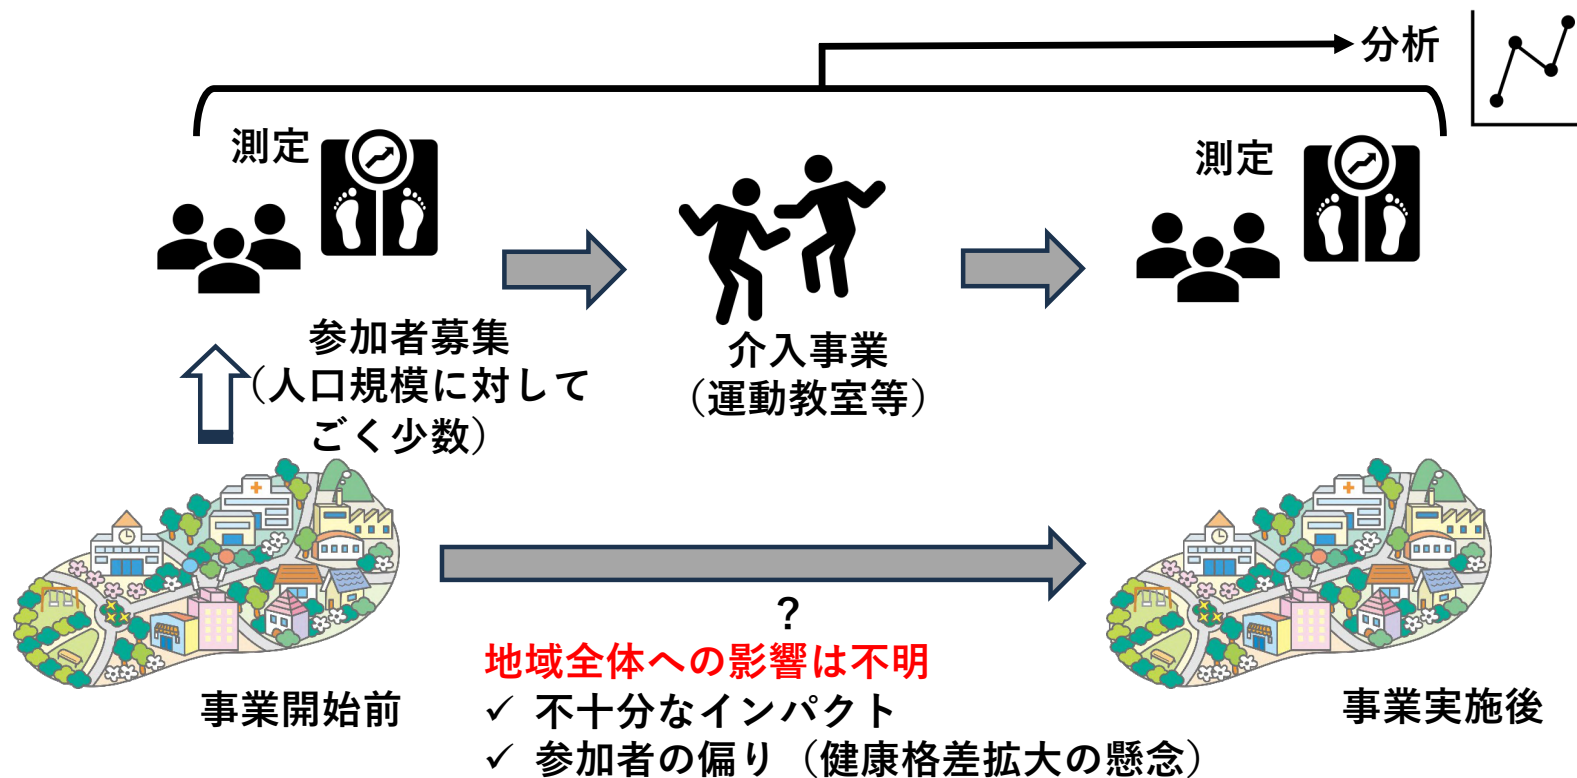 分析
測定
測定
参加者募集
（人口規模に対して
ごく少数）
介入事業
（運動教室等）
?
地域全体への影響は不明
✓ 不十分なインパクト
✓ 参加者の偏り（健康格差拡大の懸念）
事業開始前
事業実施後